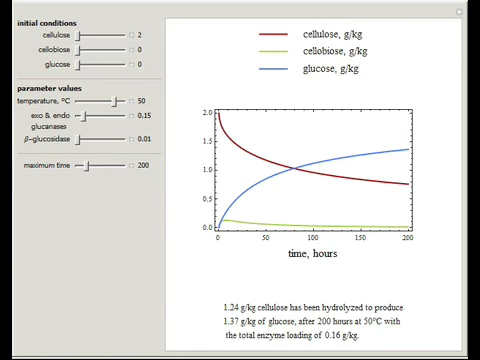 initial conditions
cellulose 2
cellobiose 0
glucose 0
parameter values
temperature, °C 50
exo & endo glucanases 0.15
β-glucosidase 0.01
maximum time 200
cellulose, g/kg
cellobiose, g/kg
glucose, g/kg
2.0
1.5
1.0
0.5
0.0
0 50 100 150 200
time, hours
1.24 g/kg cellulose has been hydrolyzed to produce
1.37 g/kg of glucose, after 200 hours at 50°C with
the total enzyme loading of 0.16 g/kg.